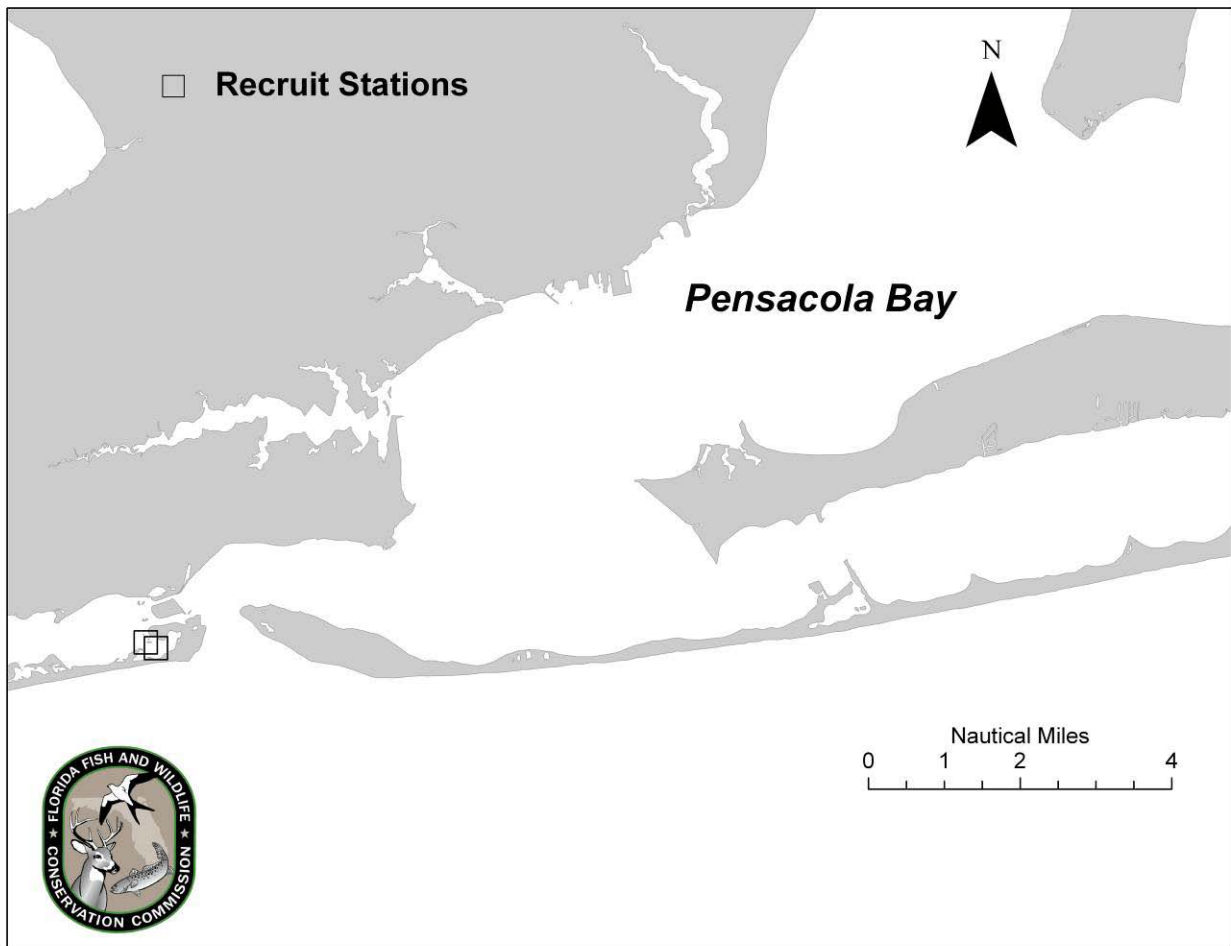 Recruit Stations
N
Pensacola Bay
Nautical Miles
0 1 2 4
FLORIDA FISH AND WILDLIFE
CONSERVATION COMMISSION